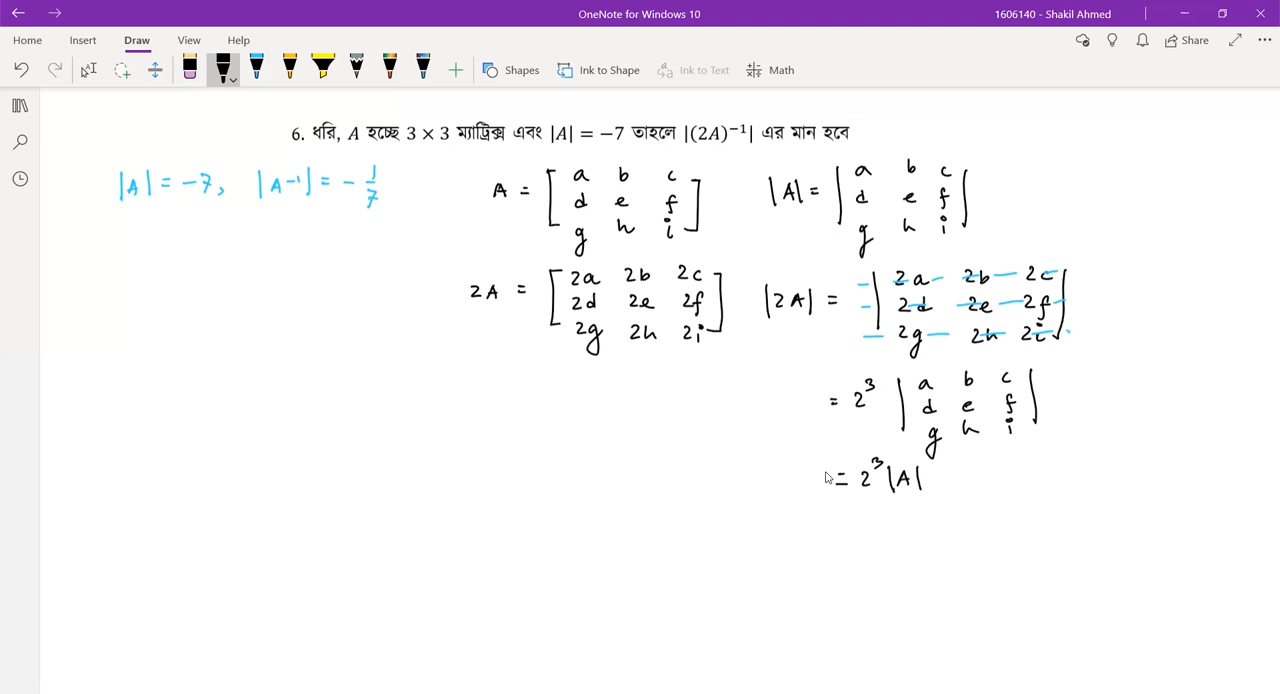 OneNote for Windows 10
1606140 - Shakil Ahmed
Home Insert Draw View Help
Share
Shapes Ink to Shape Ink to Text Math
6. ধরি, A হচ্ছে 3 × 3 ম্যাট্রিক্স এবং |A| = −7 তাহলে |(2A)⁻¹| এর মান হবে
|A| = -7, |A-1| = - 1/7
A = [ a b c
d e f
g h i ]
|A| = | a b c
d e f
g h i |
2A = [ 2a 2b 2c
2d 2e 2f
2g 2h 2i ]
|2A| = | 2a 2b 2c
2d 2e 2f
2g 2h 2i |
= 2³ | a b c
d e f
g h i |
= 2³ |A|